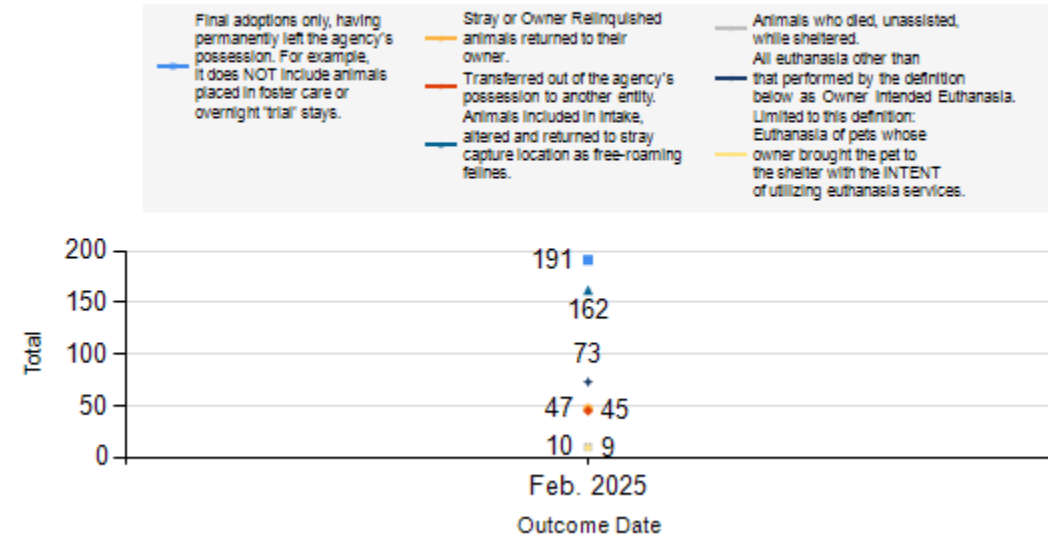 Final adoptions only, having
permanently left the agency's
possession. For example,
it does NOT include animals
placed in foster care or
overnight "trial" stays.
Stray or Owner Relinquished
animals returned to their
owner.
Transferred out of the agency's
possession to another entity.
Animals included in intake,
altered and returned to stray
capture location as free-roaming
felines.
Animals who died, unassisted,
while sheltered.
All euthanasia other than
that performed by the definition
below as Owner Intended Euthanasia.
Limited to this definition:
Euthanasia of pets whose
owner brought the pet to
the shelter with the INTENT
of utilizing euthanasia services.
Total
200
150
100
50
0
191
162
73
47 45
10 9
Feb. 2025
Outcome Date